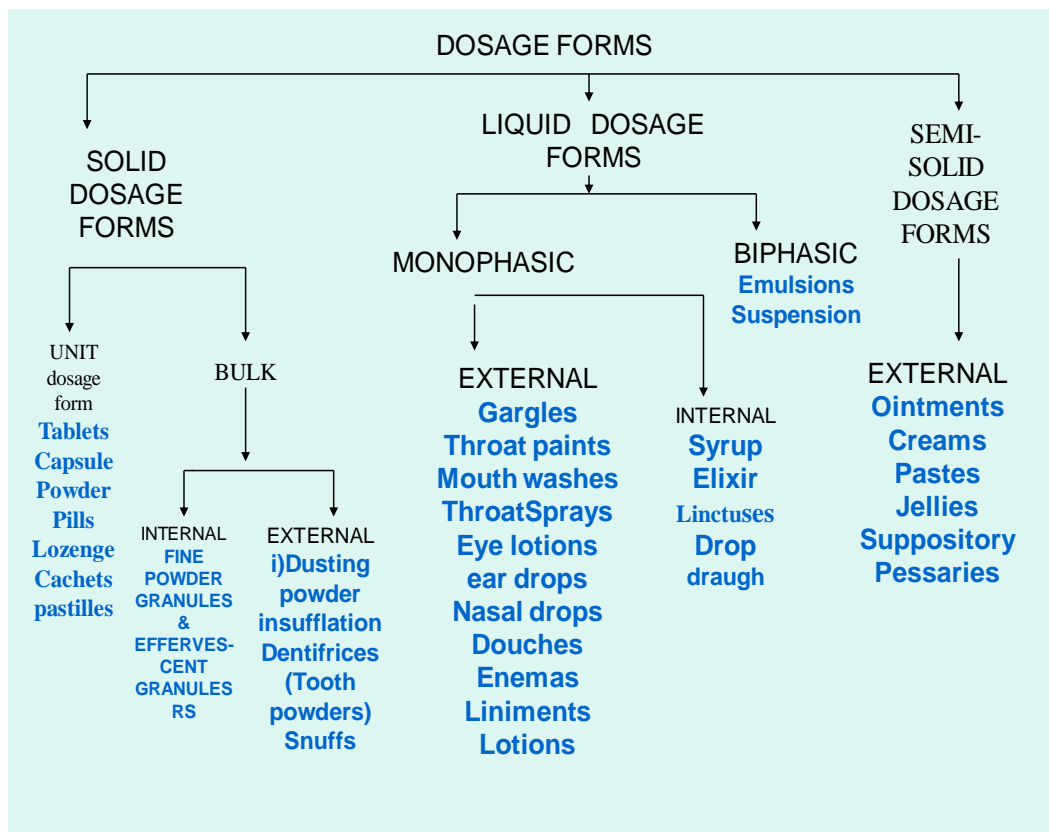 DOSAGE FORMS
SOLID
DOSAGE
FORMS
UNIT
dosage
form
Tablets
Capsule
Powder
Pills
Lozenge
Cachets
pastilles
BULK
INTERNAL
FINE
POWDER
GRANULES
&
EFFERVES-
CENT
GRANULES
RS
EXTERNAL
i)Dusting
powder
insufflation
Dentifrices
(Tooth
powders)
Snuffs
LIQUID DOSAGE
FORMS
MONOPHASIC
EXTERNAL
Gargles
Throat paints
Mouth washes
ThroatSprays
Eye lotions
ear drops
Nasal drops
Douches
Enemas
Liniments
Lotions
INTERNAL
Syrup
Elixir
Linctuses
Drop
draugh
BIPHASIC
Emulsions
Suspension
SEMI-
SOLID
DOSAGE
FORMS
EXTERNAL
Ointments
Creams
Pastes
Jellies
Suppository
Pessaries